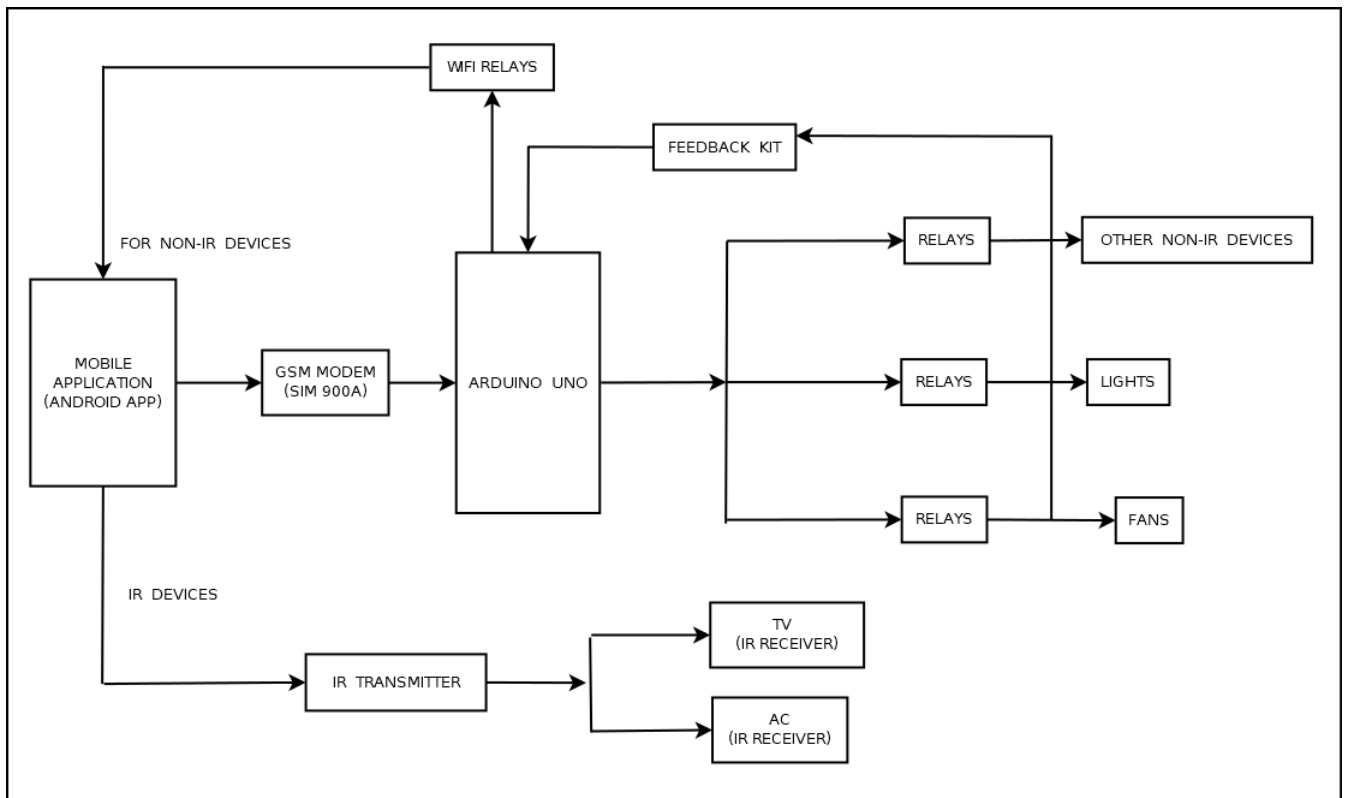 WIFI RELAYS
FEEDBACK KIT
FOR NON-IR DEVICES
RELAYS
OTHER NON-IR DEVICES
MOBILE
APPLICATION
(ANDROID APP)
GSM MODEM
(SIM 900A)
ARDUINO UNO
RELAYS
LIGHTS
RELAYS
FANS
IR DEVICES
TV
(IR RECEIVER)
IR TRANSMITTER
AC
(IR RECEIVER)